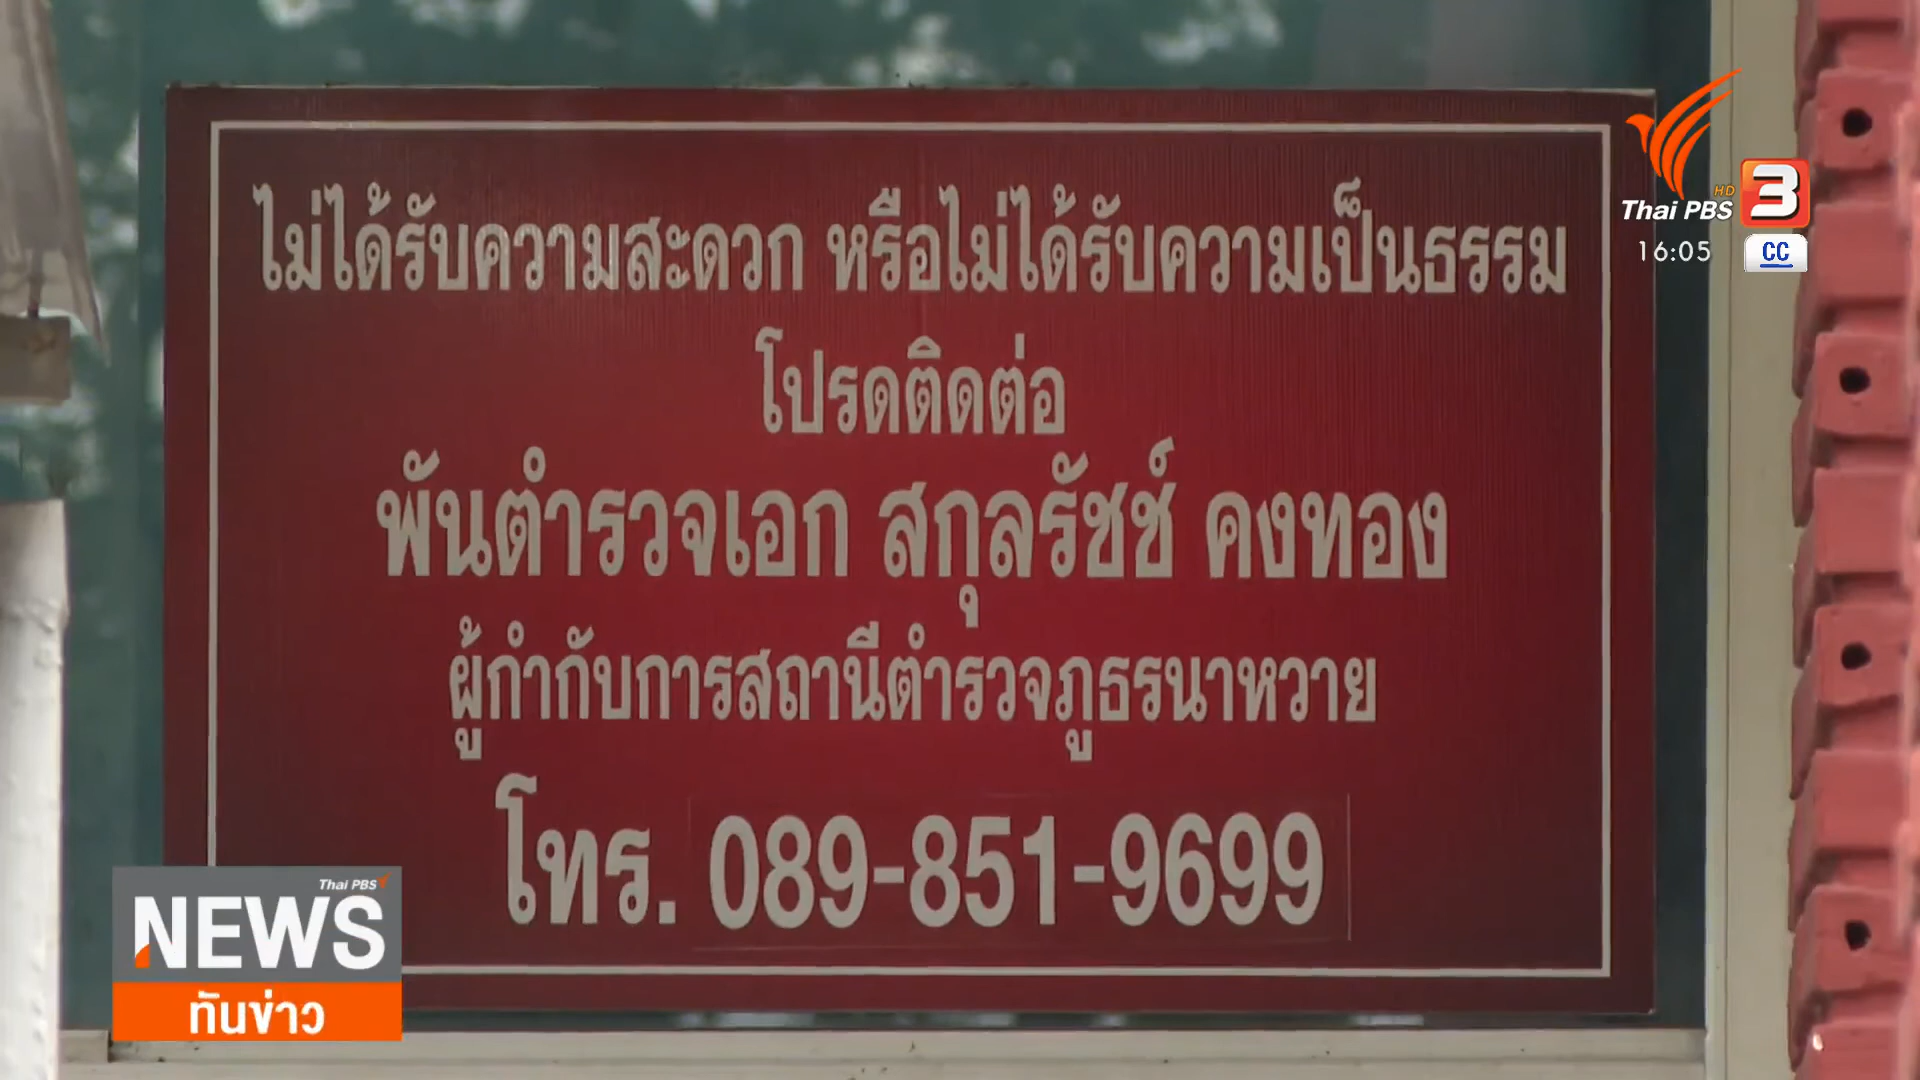 ไม่ได้รับความสะดวก หรือไม่ได้รับความเป็นธรรม
โปรดติดต่อ
พันตำรวจเอก สกุลรัชช์ คงทอง
ผู้กำกับการสถานีตำรวจภูธรนาหวาย
โทร. 089-851-9699
Thai PBS HD 3
16:05 CC
Thai PBS
NEWS
ทันข่าว